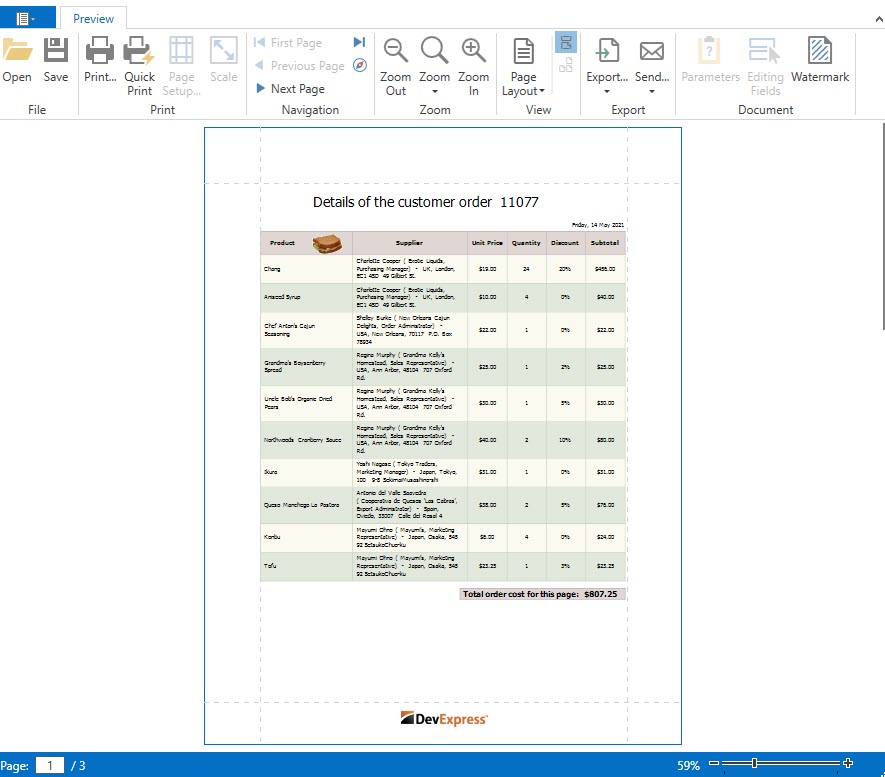 Preview
Open
Save
Print...
Quick
Print
Page
Setup...
Scale
First Page
Previous Page
Next Page
Zoom
Out
Zoom
Zoom
In
Page
Layout
Export...
Send...
Parameters
Editing
Fields
Watermark
File
Print
Navigation
Zoom
View
Export
Document
Details of the customer order 11077
Friday, 14 May 2021
Product Supplier Unit Price Quantity Discount Subtotal
Chang
Charlotte Cooper ( Exotic Liquids,
Purchasing Manager) - UK, London,
EC1 4SD 49 Gilbert St.
$19.00 24 20% $456.00
Aniseed Syrup
Charlotte Cooper ( Exotic Liquids,
Purchasing Manager) - UK, London,
EC1 4SD 49 Gilbert St.
$10.00 4 0% $40.00
Chef Anton's Cajun
Seasoning
Shelley Burke ( New Orleans Cajun
Delights, Order Administrator) -
USA, New Orleans, 70117 P.O. Box
78934
$22.00 1 0% $22.00
Grandma's Boysenberry
Spread
Regina Murphy ( Grandma Kelly's
Homestead, Sales Representative) -
USA, Ann Arbor, 48104 707 Oxford
Rd.
$25.00 1 2% $25.00
Uncle Bob's Organic Dried
Pears
Regina Murphy ( Grandma Kelly's
Homestead, Sales Representative) -
USA, Ann Arbor, 48104 707 Oxford
Rd.
$30.00 1 5% $30.00
Northwoods Cranberry Sauce
Regina Murphy ( Grandma Kelly's
Homestead, Sales Representative) -
USA, Ann Arbor, 48104 707 Oxford
Rd.
$40.00 2 10% $80.00
Ikura
Yoshi Nagase ( Tokyo Traders,
Marketing Manager) - Japan, Tokyo,
100 9-8 SekimaiMusashino-shi
$31.00 1 0% $31.00
Queso Manchego La Pastora
Antonio del Valle Saavedra
( Cooperativa de Quesos 'Las Cabras',
Export Administrator) - Spain,
Oviedo, 33007 Calle del Rosal 4
$38.00 2 5% $76.00
Konbu
Mayumi Ohno ( Mayumi's, Marketing
Representative) - Japan, Osaka, 545
92 SetsukoChuo-ku
$6.00 4 0% $24.00
Tofu
Mayumi Ohno ( Mayumi's, Marketing
Representative) - Japan, Osaka, 545
92 SetsukoChuo-ku
$23.25 1 3% $23.25
Total order cost for this page: $807.25
DevExpress
Page: 1 / 3
59%